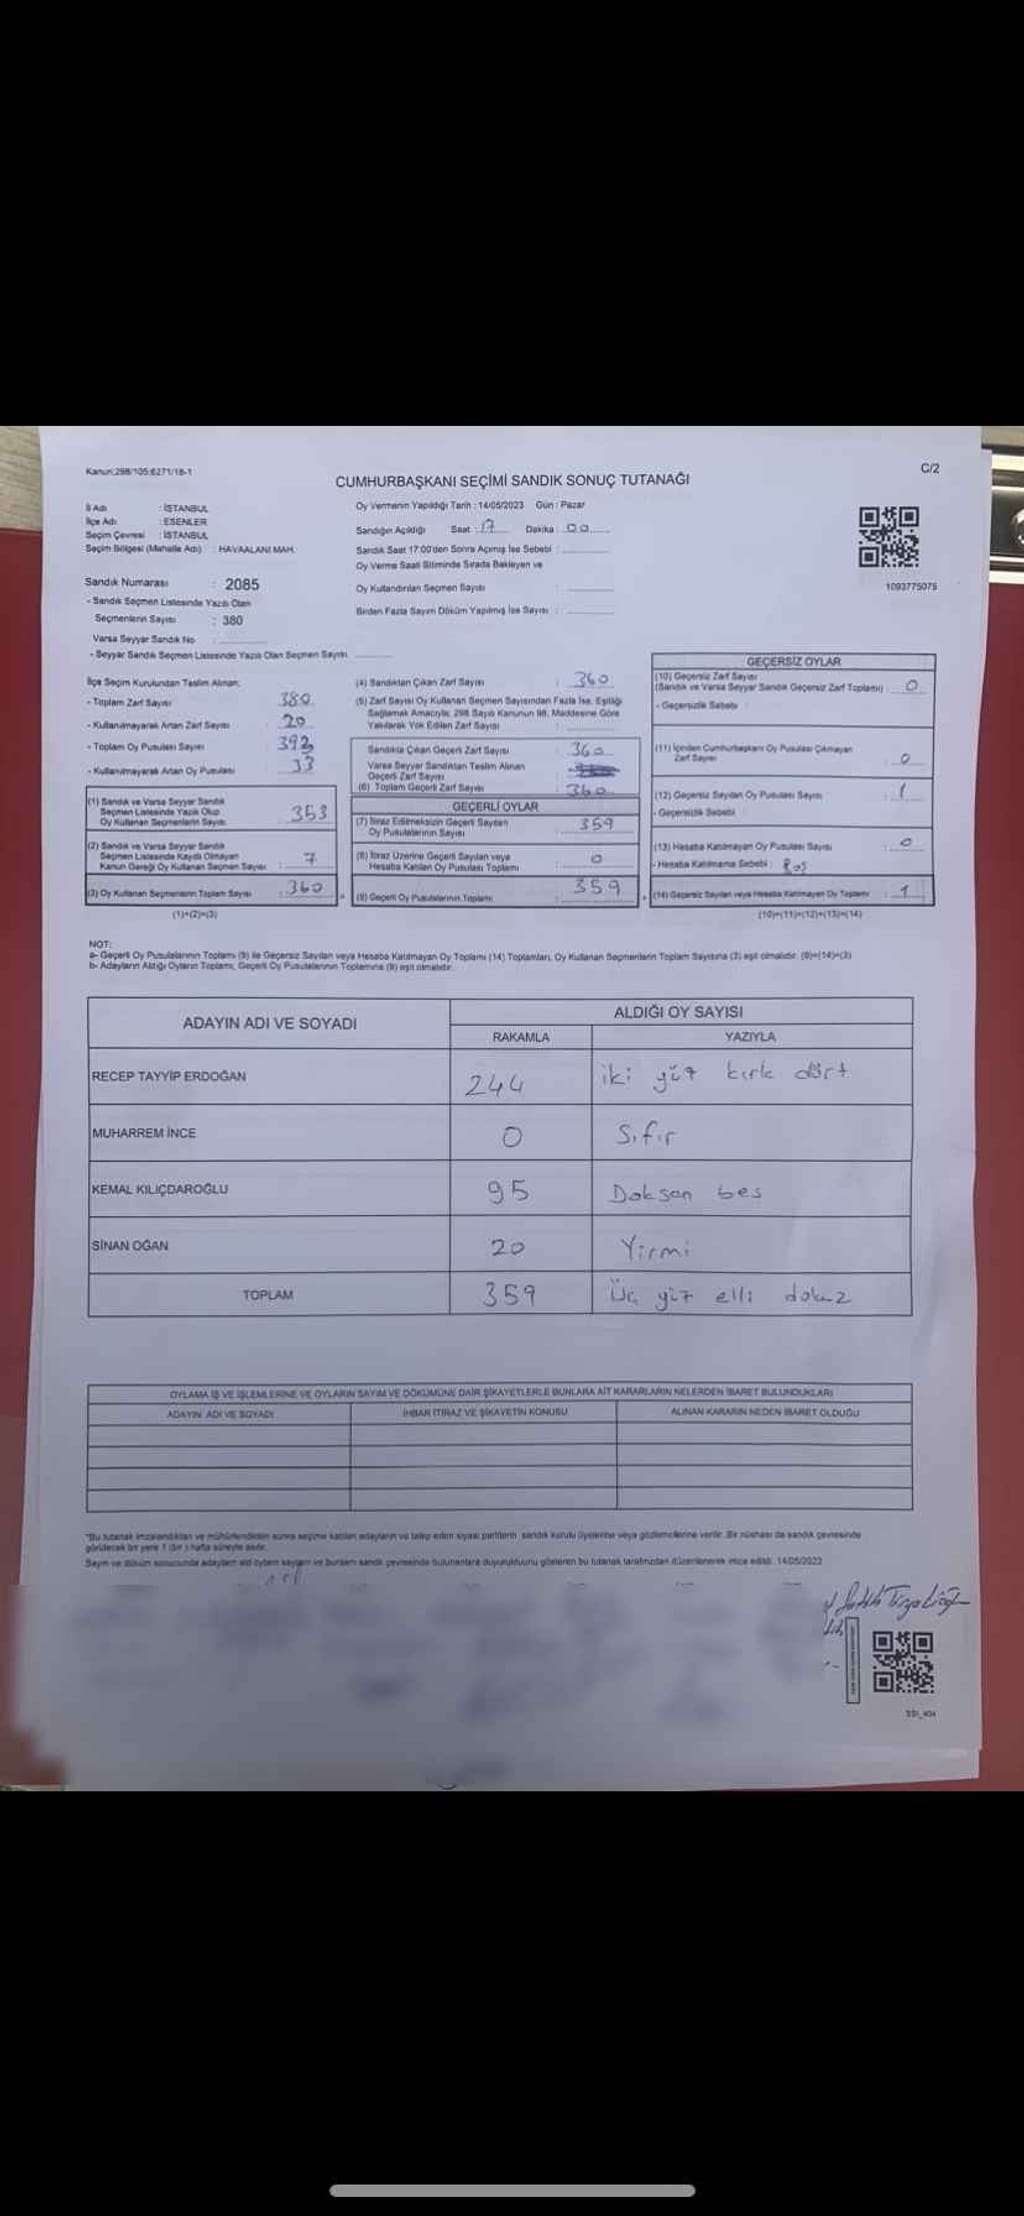 Kanun:298/105:6271/18-1
C/2
CUMHURBAŞKANI SEÇİMİ SANDIK SONUÇ TUTANAĞI
İl Adı : İSTANBUL
İlçe Adı : ESENLER
Seçim Çevresi : İSTANBUL
Seçim Bölgesi (Mahalle Adı) : HAVAALANI MAH.
Sandık Numarası : 2085
- Sandık Seçmen Listesinde Yazılı Olan
Seçmenlerin Sayısı : 380
Varsa Seyyar Sandık No :
- Seyyar Sandık Seçmen Listesinde Yazılı Olan Seçmen Sayısı
Oy Vermenin Yapıldığı Tarih : 14/05/2023 Gün : Pazar
Sandığın Açıldığı Saat : 17 Dakika : 00
Sandık Saat 17:00'den Sonra Açılmış İse Sebebi :
Oy Verme Saati Bitiminde Sırada Bekleyen ve
Oy Kullandırılan Seçmen Sayısı :
Birden Fazla Sayım Döküm Yapılmış İse Sayısı :
1093775075
İlçe Seçim Kurulundan Teslim Alınan;
- Toplam Zarf Sayısı : 380
- Kullanılmayarak Artan Zarf Sayısı : 20
- Toplam Oy Pusulası Sayısı : 392
- Kullanılmayarak Artan Oy Pusulası : 33
(1) Sandık ve Varsa Seyyar Sandık
Seçmen Listesinde Yazılı Olup
Oy Kullanan Seçmenlerin Sayısı : 353
(2) Sandık ve Varsa Seyyar Sandık
Seçmen Listesinde Kayıtlı Olmayan
Kanun Gereği Oy Kullanan Seçmen Sayısı : 7
(3) Oy Kullanan Seçmenlerin Toplam Sayısı : 360
(1)+(2)=(3)
(4) Sandıktan Çıkan Zarf Sayısı : 360
(5) Zarf Sayısı Oy Kullanan Seçmen Sayısından Fazla İse, Eşitliği
Sağlamak Amacıyla; 298 Sayılı Kanunun 98. Maddesine Göre
Yakılarak Yok Edilen Zarf Sayısı :
Sandıkta Çıkan Geçerli Zarf Sayısı : 360
Varsa Seyyar Sandıktan Teslim Alınan
Geçerli Zarf Sayısı
(6) Toplam Geçerli Zarf Sayısı : 360
GEÇERLİ OYLAR
(7) İtiraz Edilmeksizin Geçerli Sayılan
Oy Pusulalarının Sayısı : 359
(8) İtiraz Üzerine Geçerli Sayılan veya
Hesaba Katılan Oy Pusulası Toplamı : 0
(9) Geçerli Oy Pusulalarının Toplamı : 359
GEÇERSİZ OYLAR
(10) Geçersiz Zarf Sayısı
(Sandık ve Varsa Seyyar Sandık Geçersiz Zarf Toplamı) : 0
- Geçersizlik Sebebi :
(11) İçinden Cumhurbaşkanı Oy Pusulası Çıkmayan
Zarf Sayısı : 0
(12) Geçersiz Sayılan Oy Pusulası Sayısı : 1
- Geçersizlik Sebebi :
(13) Hesaba Katılmayan Oy Pusulası Sayısı : 0
- Hesaba Katılmama Sebebi :
(14) Geçersiz Sayılan veya Hesaba Katılmayan Oy Toplamı : 1
(10)+(11)+(12)+(13)=(14)
NOT:
a- Geçerli Oy Pusulalarının Toplamı (9) ile Geçersiz Sayılan veya Hesaba Katılmayan Oy Toplamı (14) Toplamları, Oy Kullanan Seçmenlerin Toplam Sayısına (3) eşit olmalıdır. (9)+(14)=(3)
b- Adayların Aldığı Oyların Toplamı, Geçerli Oy Pusulalarının Toplamına (9) eşit olmalıdır.
ADAYIN ADI VE SOYADI
ALDIĞI OY SAYISI
RAKAMLA YAZIYLA
RECEP TAYYİP ERDOĞAN 244 iki yüz kırk dört
MUHARREM İNCE 0 Sıfır
KEMAL KILIÇDAROĞLU 95 Doksan bes
SİNAN OĞAN 20 Yirmi
TOPLAM 359 Üç yüz elli dokuz
OYLAMA İŞ VE İŞLEMLERİNE VE OYLARIN SAYIM VE DÖKÜMÜNE DAİR ŞİKAYETLERLE BUNLARA AİT KARARLARIN NELERDEN İBARET BULUNDUKLARI
ADAYIN ADI VE SOYADI İHBAR İTİRAZ VE ŞİKAYETİN KONUSU ALINAN KARARIN NEDEN İBARET OLDUĞU
*Bu tutanak imzalandıktan ve mühürlendikten sonra seçime katılan adayların ve talep eden siyasi partilerin sandık kurulu üyelerine veya gözlemcilerine verilir. Bir nüshası da sandık çevresinde
görülecek bir yere 1 (bir) hafta süreyle asılır.
Sayım ve döküm sonucunda adayların aldığı oyların sayısını ve bunların sandık çevresinde bulunanlara duyurulduğunu gösteren bu tutanak tarafımızdan düzenlenerek imza edildi. 14/05/2023